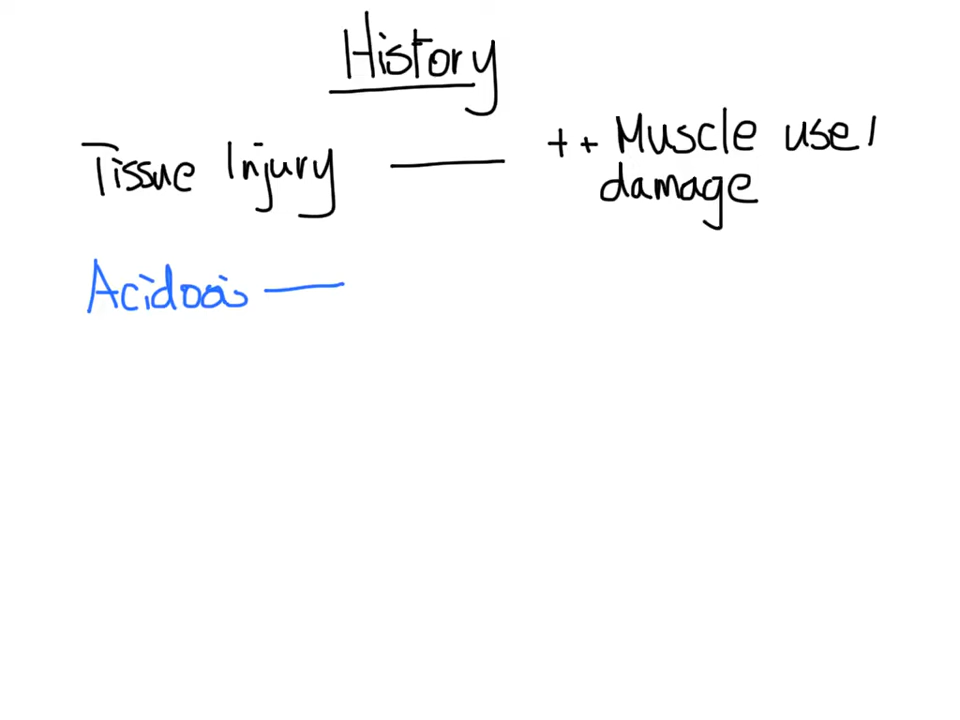 History
Tissue Injury — ++ Muscle use/
damage
Acidosis —